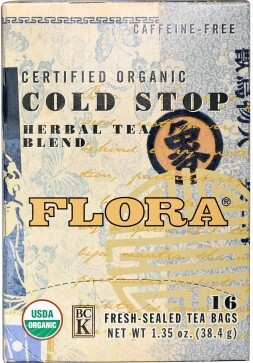 CAFFEINE-FREE
CERTIFIED ORGANIC
COLD STOP
HERBAL TEA
BLEND
FLORA®
USDA
ORGANIC
BC
K
16
FRESH-SEALED TEA BAGS
NET WT 1.35 oz. (38.4 g)